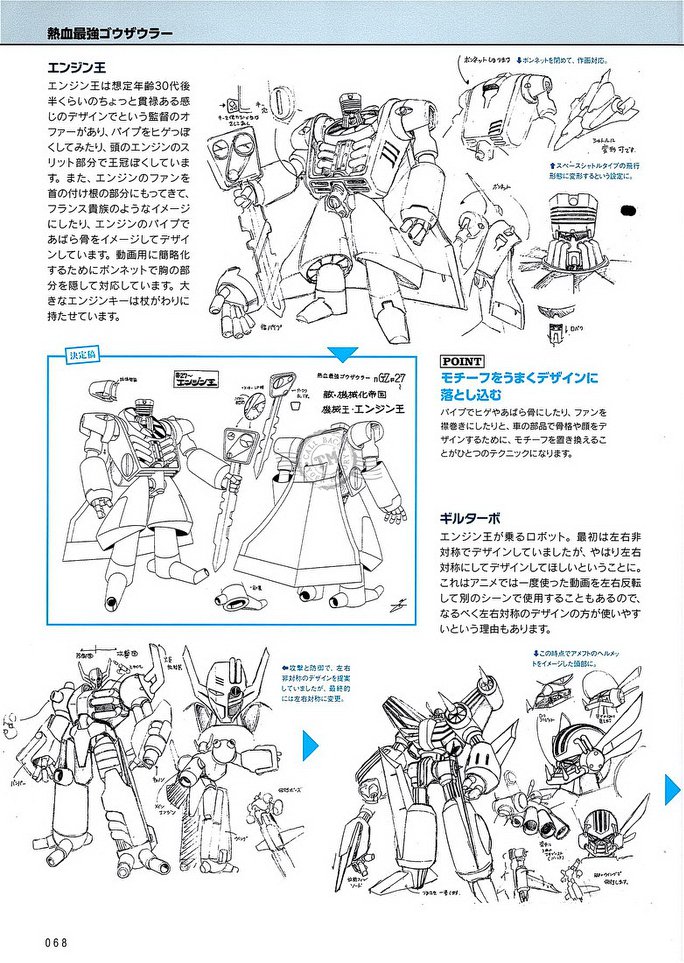 熱血最強ゴウザウラー
エンジン王
エンジン王は想定年齢30代後
半くらいのちょっと貫禄ある感
じのデザインでという監督のオ
ファーがあり、パイプをヒゲっぽ
くしてみたり、頭のエンジンのス
リット部分で王冠ぽくしていま
す。また、エンジンのファンを
首の付け根の部分にもってきて、
フランス貴族のようなイメージ
にしたり、エンジンのパイプで
あばら骨をイメージしてデザイ
ンしています。動画用に簡略化
するためにボンネットで胸の部
分を隠して対応しています。大
きなエンジンキーは杖がわりに
持たせています。
⬇ボンネットを閉めて、作画対応。
⬆スペースシャトルタイプの飛行
形態に変形するという設定に。
ボンネット
決定稿
#27〜
エンジン王
熱血最強ゴウザウラー
敵・機械化帝国
機械王・エンジン王
POINT
モチーフをうまくデザインに
落とし込む
パイプでヒゲやあばら骨にしたり、ファンを
襟巻きにしたりと、車の部品で骨格や顔をデ
ザインするために、モチーフを置き換えるこ
とがひとつのテクニックになります。
ギルターボ
エンジン王が乗るロボット。最初は左右非
対称でデザインしていましたが、やはり左右
対称にしてデザインしてほしいということに。
これはアニメでは一度使った動画を左右反転
して別のシーンで使用することもあるので、
なるべく左右対称のデザインの方が使いやす
いという理由もあります。
⬅攻撃と防御で、左右
非対称のデザインを提案
していましたが、最終的
には左右対称に変更。
⬇この時点でアメフトのヘルメッ
トをイメージした頭部に。
068